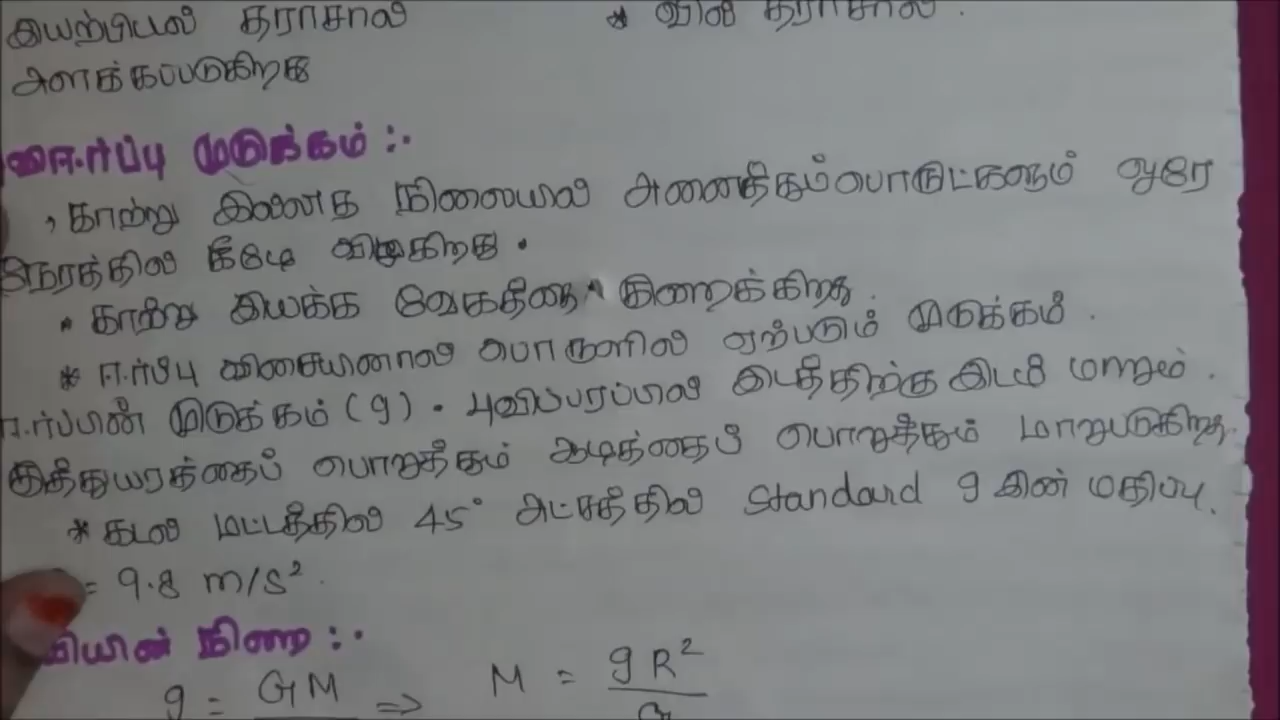 இயற்பியல் தராசால் * வில் தராசால்.
அளக்கப்படுகிறது
ஈர்ப்பு முடுக்கம் :-
காற்று இல்லாத நிலையில் அனைத்தும் பொருட்களும் ஒரே
நேரத்தில் கீழே விழுகிறது.
* காற்று இயக்க வேகத்தை குறைக்கிறது.
* ஈர்ப்பு விசையினால் பொருளில் ஏற்படும் முடுக்கம்.
ஈர்ப்பின் முடுக்கம் (g). புவிப்பரப்பில் இடத்திற்கு இடம் மாறும்.
குத்துயரத்தைப் பொறுத்தும் ஆழத்தைப் பொறுத்தும் மாறுபடுகிறது.
* கடல் மட்டத்தில் 45° அட்சத்தில் Standard g இன் மதிப்பு.
= 9.8 m/s².
நிறை :-
g = GM ⇒ M = gR²